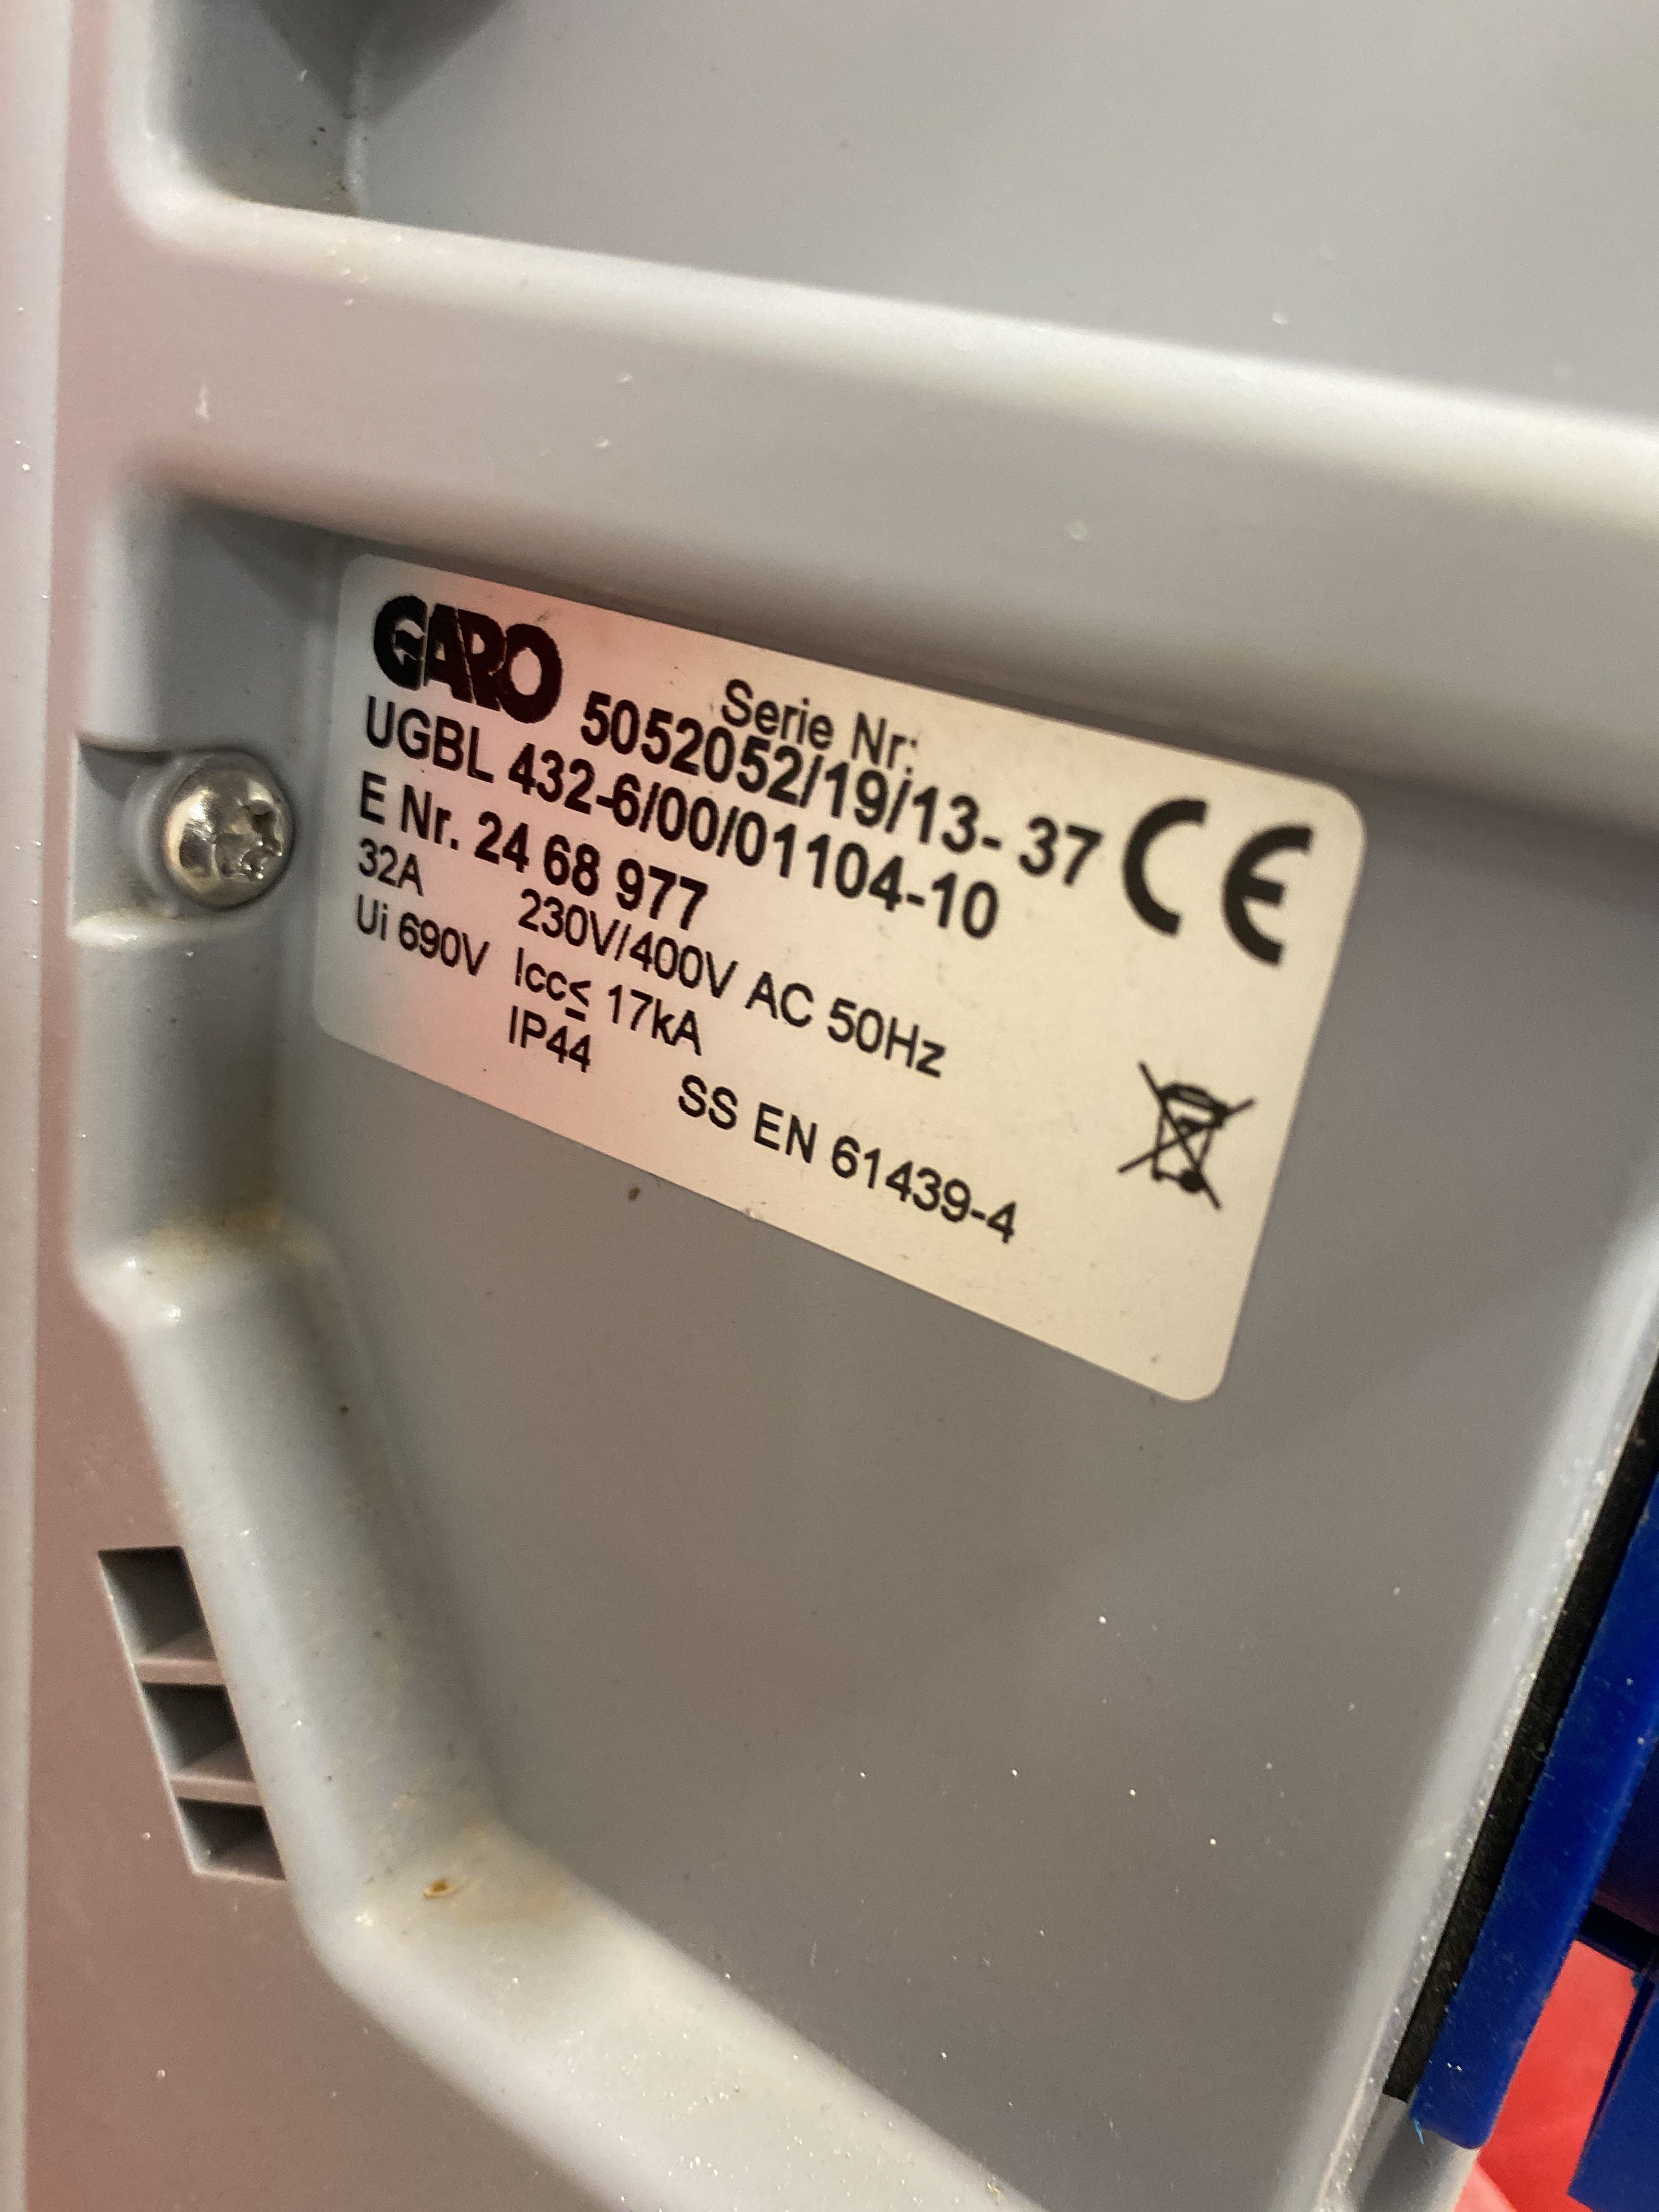 GARO
Serie Nr:
5052052/19/13- 37
CE
UGBL 432-6/00/01104-10
E Nr. 24 68 977
32A 230V/400V AC 50Hz
Ui 690V Icc≤ 17kA
IP44 SS EN 61439-4